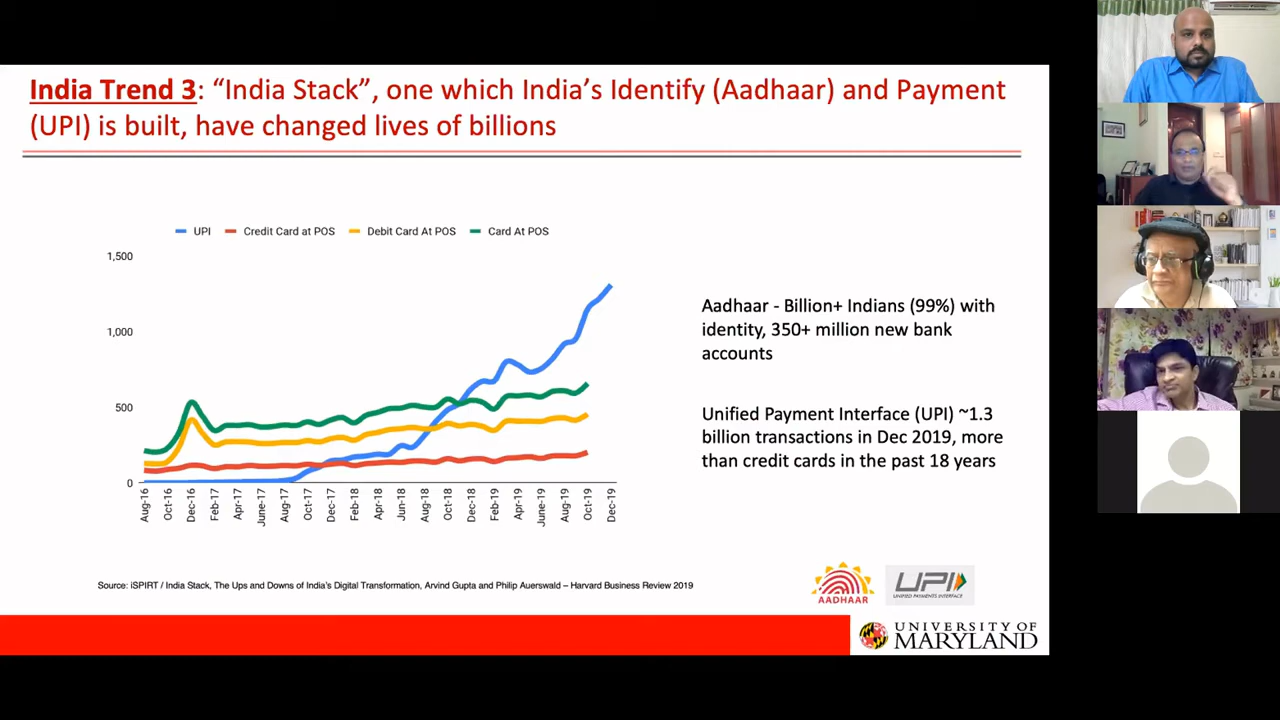 India Trend 3: “India Stack”, one which India’s Identify (Aadhaar) and Payment
(UPI) is built, have changed lives of billions
UPI Credit Card at POS Debit Card At POS Card At POS
1,500
1,000
500
0
Aug-16 Oct-16 Dec-16 Feb-17 Apr-17 June-17 Aug-17 Oct-17 Dec-17 Feb-18 Apr-18 Jun-18 Aug-18 Oct-18 Dec-18 Feb-19 Apr-19 June-19 Aug-19 Oct-19 Dec-19
Aadhaar - Billion+ Indians (99%) with
identity, 350+ million new bank
accounts
Unified Payment Interface (UPI) ~1.3
billion transactions in Dec 2019, more
than credit cards in the past 18 years
Source: iSPIRT / India Stack, The Ups and Downs of India’s Digital Transformation, Arvind Gupta and Philip Auerswald – Harvard Business Review 2019
AADHAAR
UPI
UNIFIED PAYMENTS INTERFACE
UNIVERSITY OF
MARYLAND